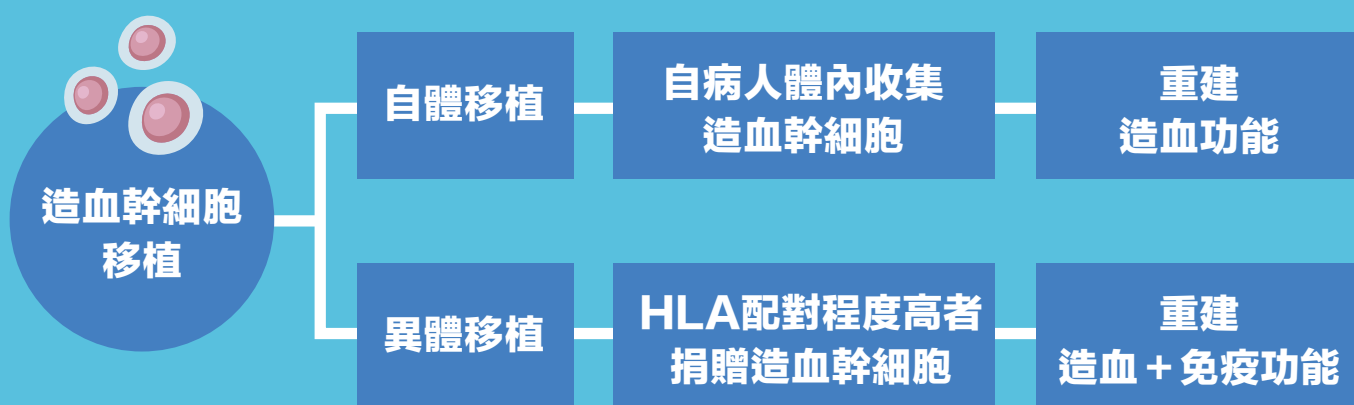 造血幹細胞
移植
自體移植
自病人體內收集
造血幹細胞
重建
造血功能
異體移植
HLA配對程度高者
捐贈造血幹細胞
重建
造血+免疫功能